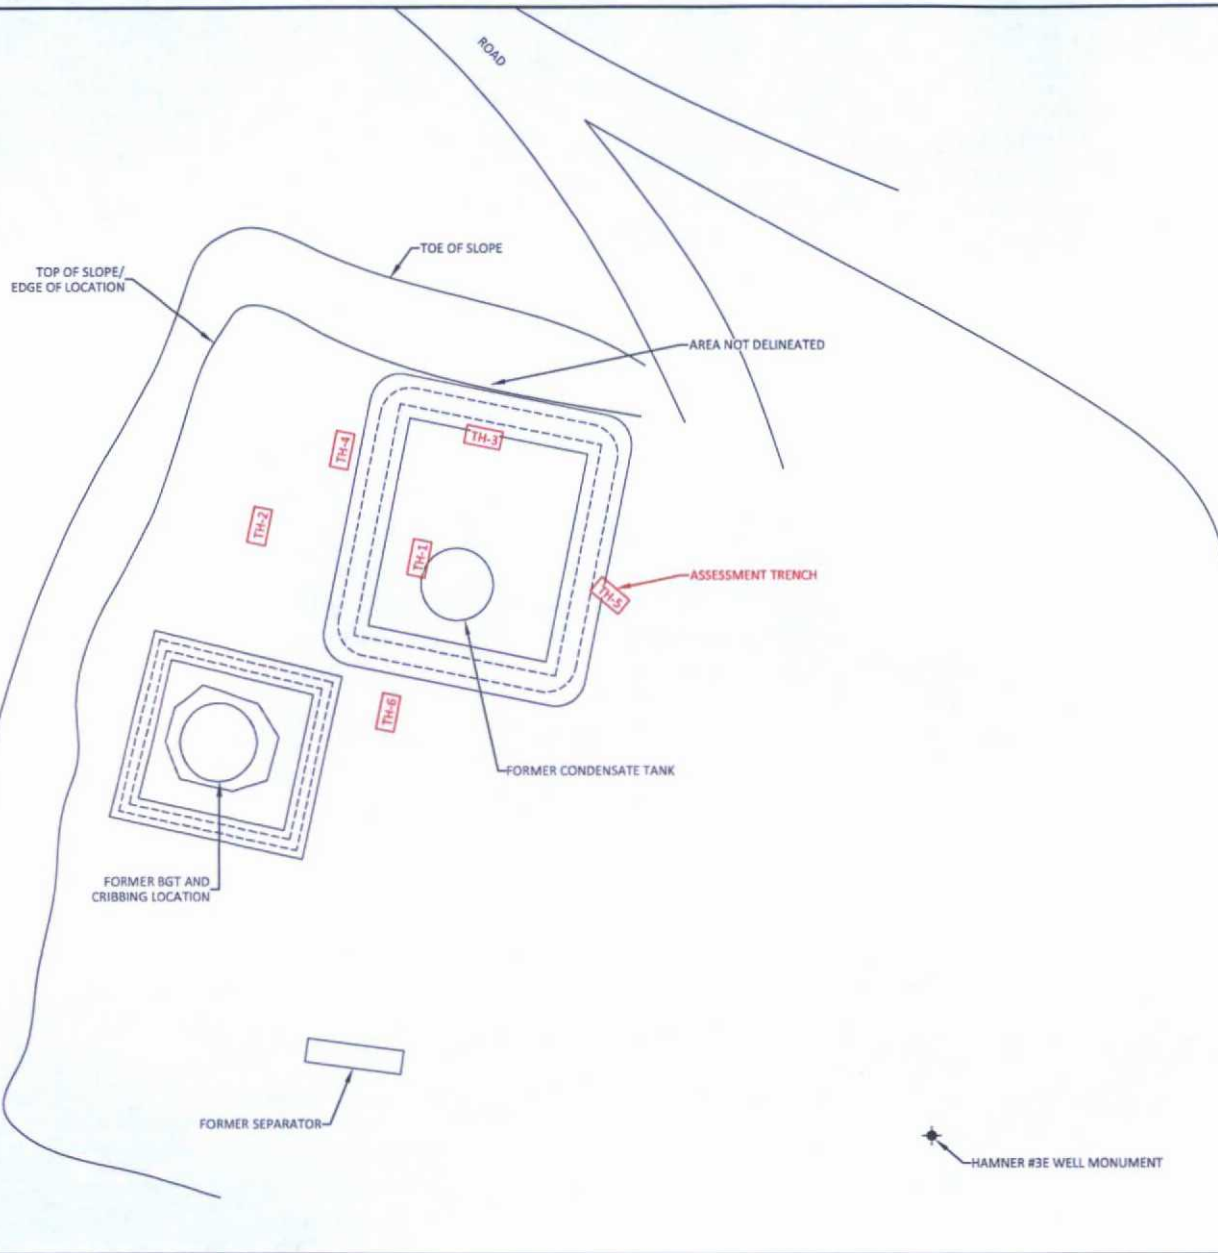 ROAD
TOE OF SLOPE
TOP OF SLOPE/
EDGE OF LOCATION
AREA NOT DELINEATED
TH-4
TH-3
TH-2
TH-1
ASSESSMENT TRENCH
TH-5
TH-6
FORMER CONDENSATE TANK
FORMER BGT AND
CRIBBING LOCATION
FORMER SEPARATOR
HAMNER #3E WELL MONUMENT